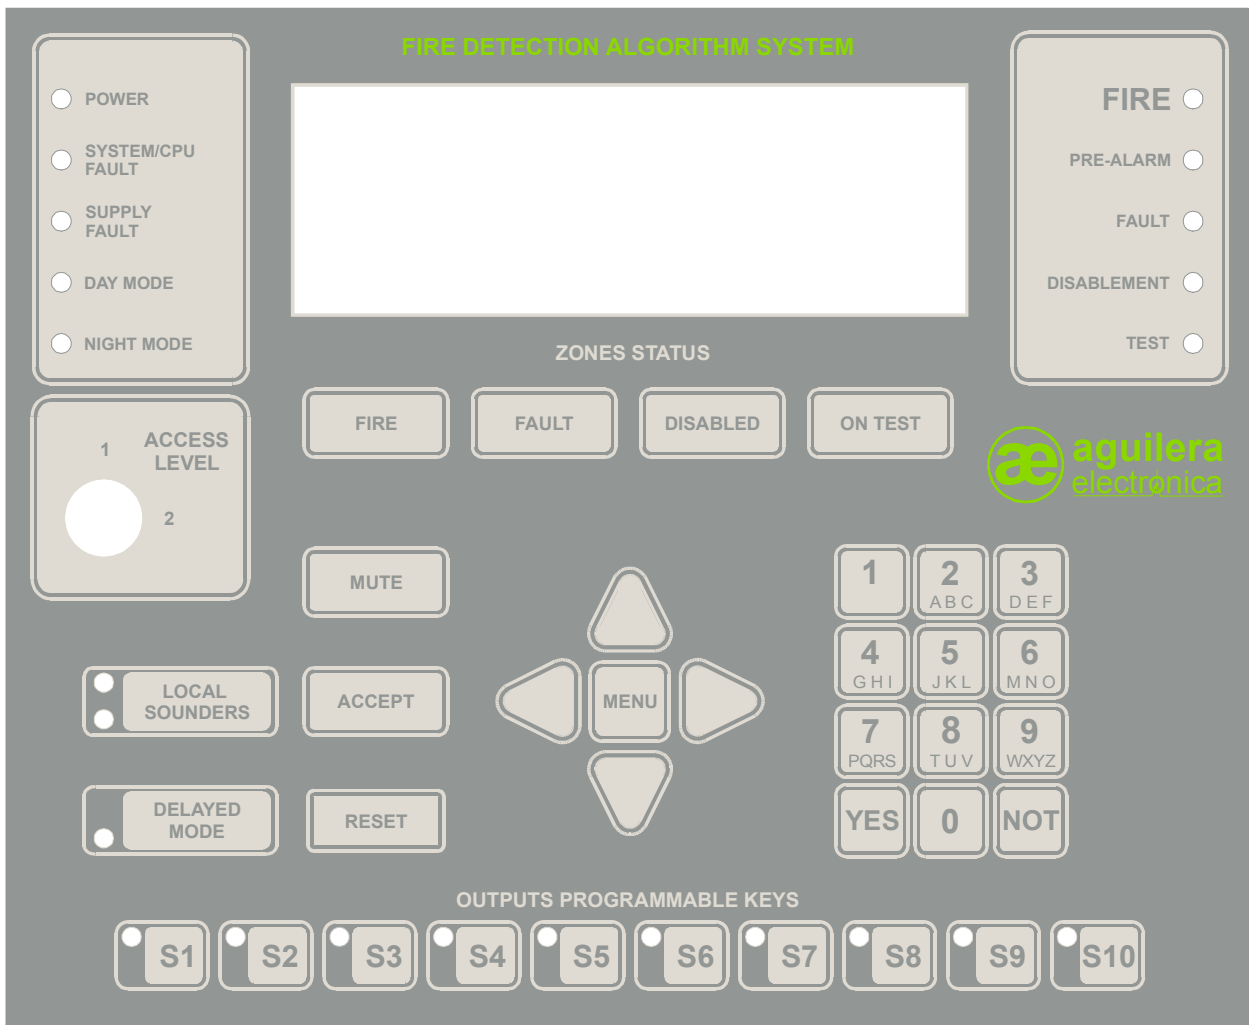 FIRE DETECTION ALGORITHM SYSTEM
POWER
SYSTEM/CPU
FAULT
SUPPLY
FAULT
DAY MODE
NIGHT MODE
FIRE
PRE-ALARM
FAULT
DISABLEMENT
TEST
ZONES STATUS
FIRE
FAULT
DISABLED
ON TEST
1
ACCESS
LEVEL
2
æ
aguilera
electrónica
MUTE
LOCAL
SOUNDERS
ACCEPT
DELAYED
MODE
RESET
MENU
1
2
ABC
3
DEF
4
GHI
5
JKL
6
MNO
7
PQRS
8
TUV
9
WXYZ
YES
0
NOT
OUTPUTS PROGRAMMABLE KEYS
S1
S2
S3
S4
S5
S6
S7
S8
S9
S10